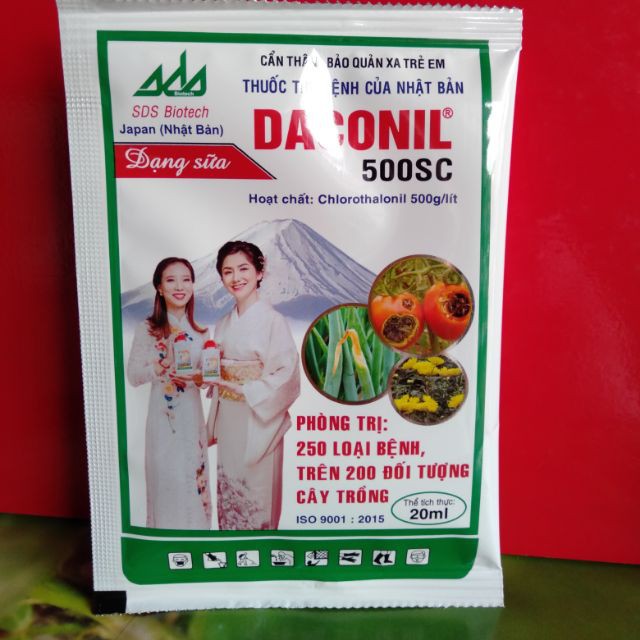 CẨN THẬN BẢO QUẢN XA TRẺ EM
sds
Biotech
SDS Biotech
Japan (Nhật Bản)
Dạng sữa
THUỐC BỆNH CỦA NHẬT BẢN
DACONIL®
500SC
Hoạt chất: Chlorothalonil 500g/lít
PHÒNG TRỊ:
250 LOẠI BỆNH,
TRÊN 200 ĐỐI TƯỢNG
CÂY TRỒNG
Thể tích thực:
20ml
ISO 9001 : 2015